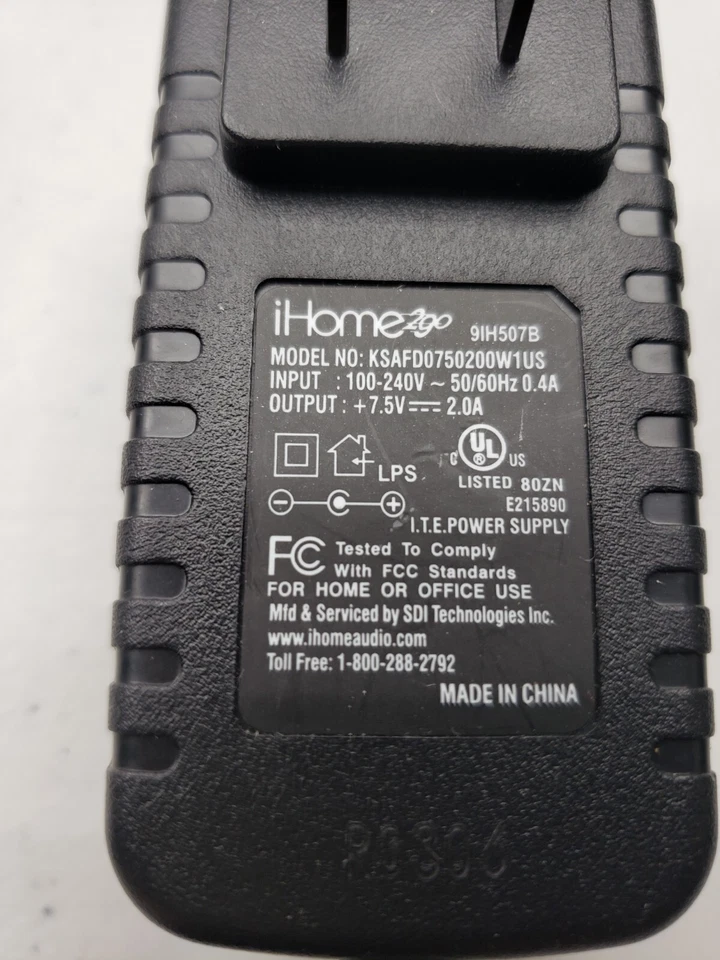 iHome2go 9IH507B
MODEL NO: KSAFD0750200W1US
INPUT : 100-240V ~ 50/60Hz 0.4A
OUTPUT : +7.5V⎓2.0A
LPS
C UL ® US
LISTED 80ZN
E215890
I.T.E.POWER SUPPLY
FC Tested To Comply
With FCC Standards
FOR HOME OR OFFICE USE
Mfd & Serviced by SDI Technologies Inc.
www.ihomeaudio.com
Toll Free: 1-800-288-2792
MADE IN CHINA